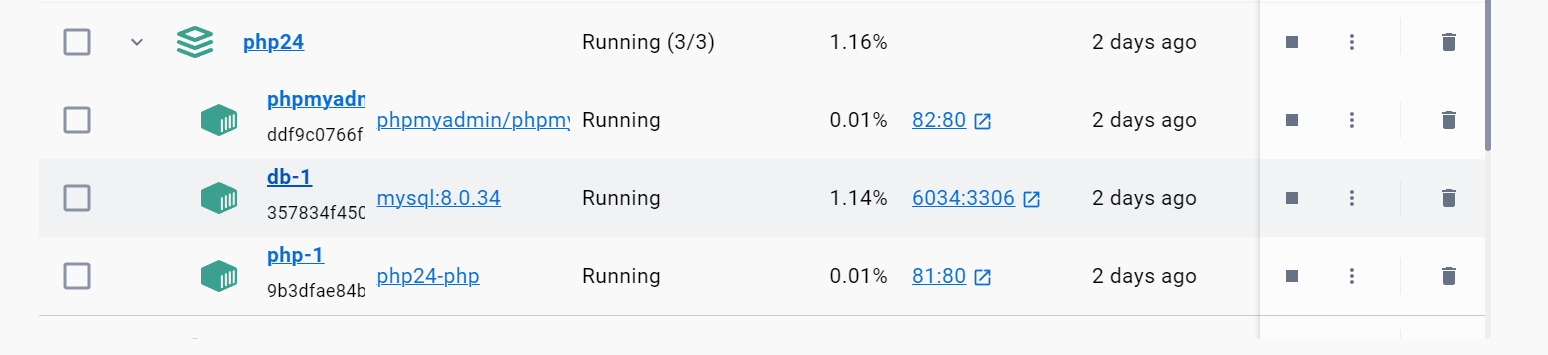 php24 Running (3/3) 1.16% 2 days ago
phpmyadn
ddf9c0766f phpmyadmin/phpmy Running 0.01% 82:80 2 days ago
db-1
357834f450 mysql:8.0.34 Running 1.14% 6034:3306 2 days ago
php-1
9b3dfae84b php24-php Running 0.01% 81:80 2 days ago